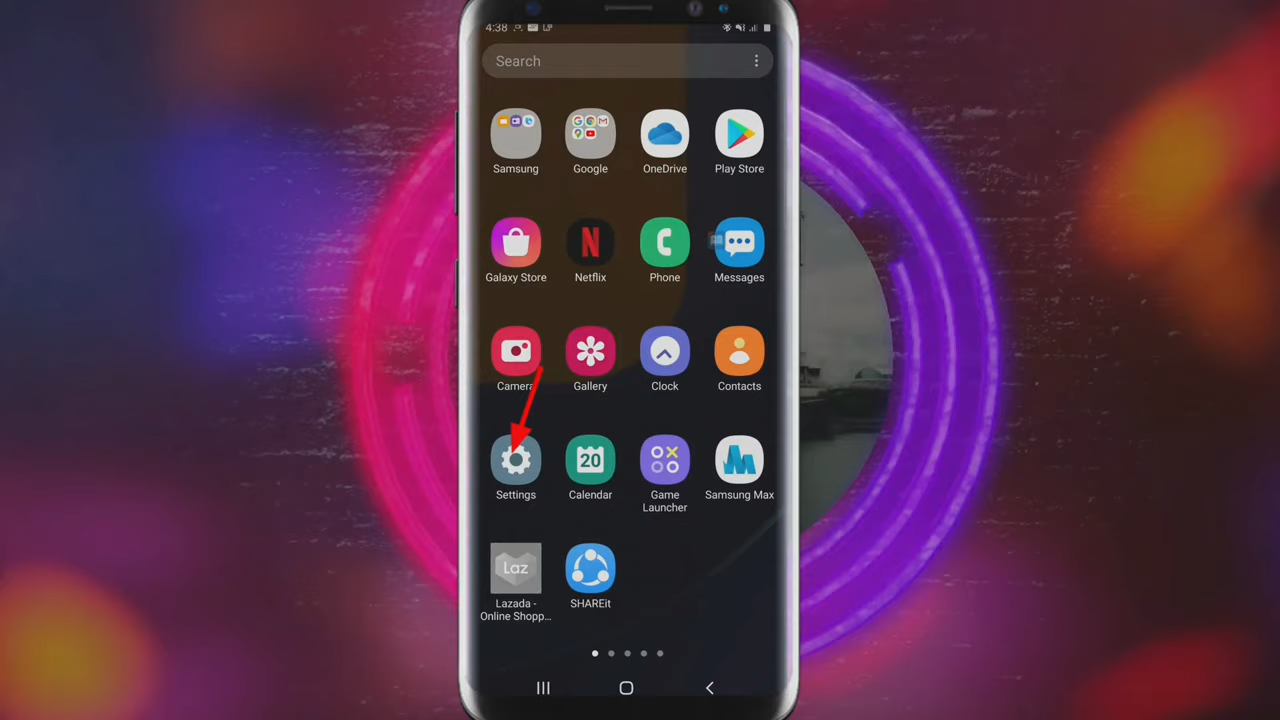 4:38
Search
Samsung
Google
OneDrive
Play Store
Galaxy Store
Netflix
Phone
Messages
Camera
Gallery
Clock
Contacts
20
Settings
Calendar
Game
Launcher
Samsung Max
Laz
Lazada -
Online Shopp...
SHAREit